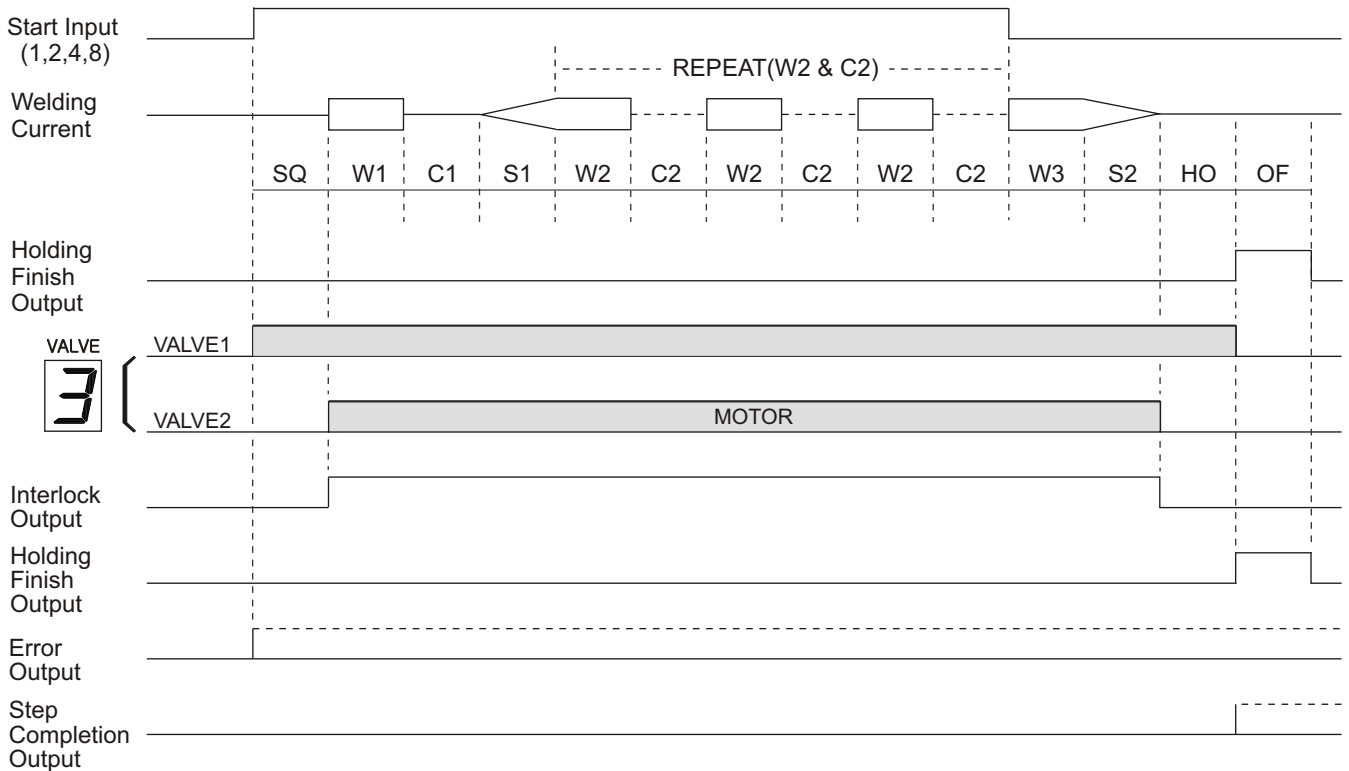 Start Input
(1,2,4,8)
REPEAT(W2 & C2)
Welding
Current
SQ W1 C1 S1 W2 C2 W2 C2 W2 C2 W3 S2 HO OF
Holding
Finish
Output
VALVE
3
VALVE1
VALVE2
MOTOR
Interlock
Output
Holding
Finish
Output
Error
Output
Step
Completion
Output